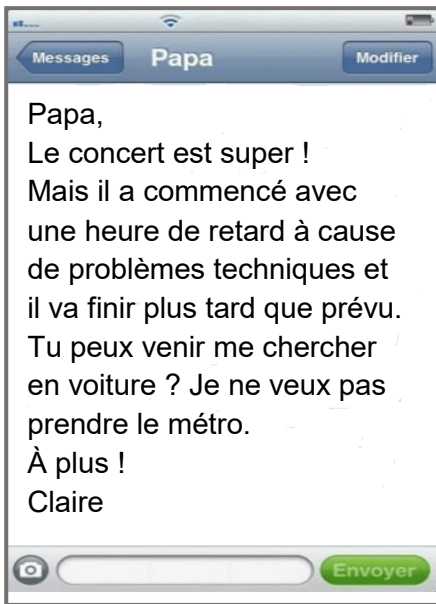 Messages
Papa
Modifier
Papa,
Le concert est super !
Mais il a commencé avec
une heure de retard à cause
de problèmes techniques et
il va finir plus tard que prévu.
Tu peux venir me chercher
en voiture ? Je ne veux pas
prendre le métro.
À plus !
Claire
Envoyer